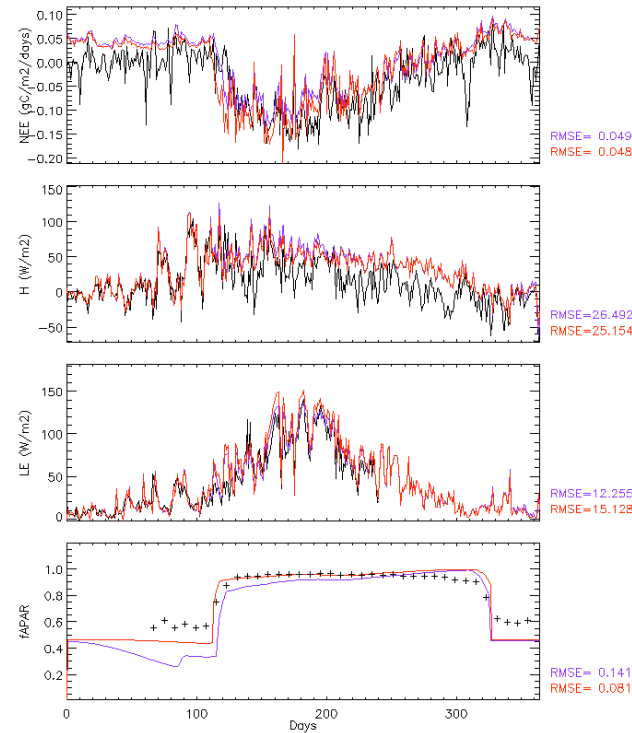 0.10
0.05
0.00
-0.05
-0.10
-0.15
-0.20
NEE (gC/m2/days)
RMSE= 0.049
RMSE= 0.048
150
100
50
0
-50
H (W/m2)
RMSE=26.492
RMSE=25.154
150
100
50
0
LE (W/m2)
RMSE=12.255
RMSE=15.128
1.0
0.8
0.6
0.4
0.2
fAPAR
RMSE= 0.141
RMSE= 0.081
0 100 200 300
Days